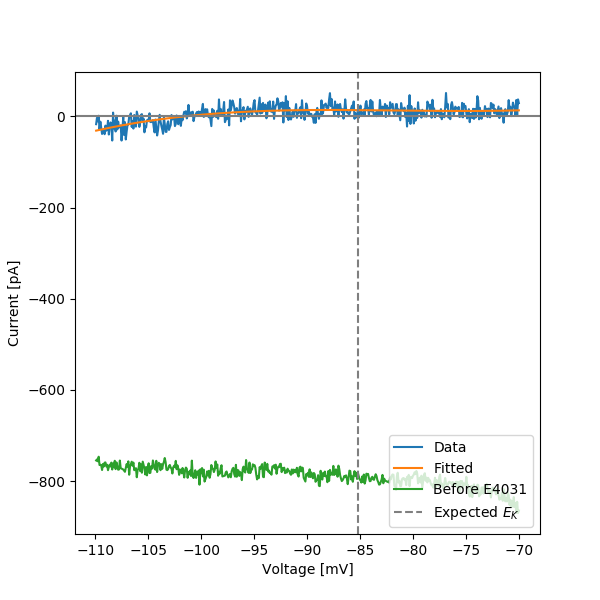 Current [pA]
0
−200
−400
−600
−800
−110
−105
−100
−95
−90
−85
−80
−75
−70
Voltage [mV]
Data
Fitted
Before E4031
Expected E_K